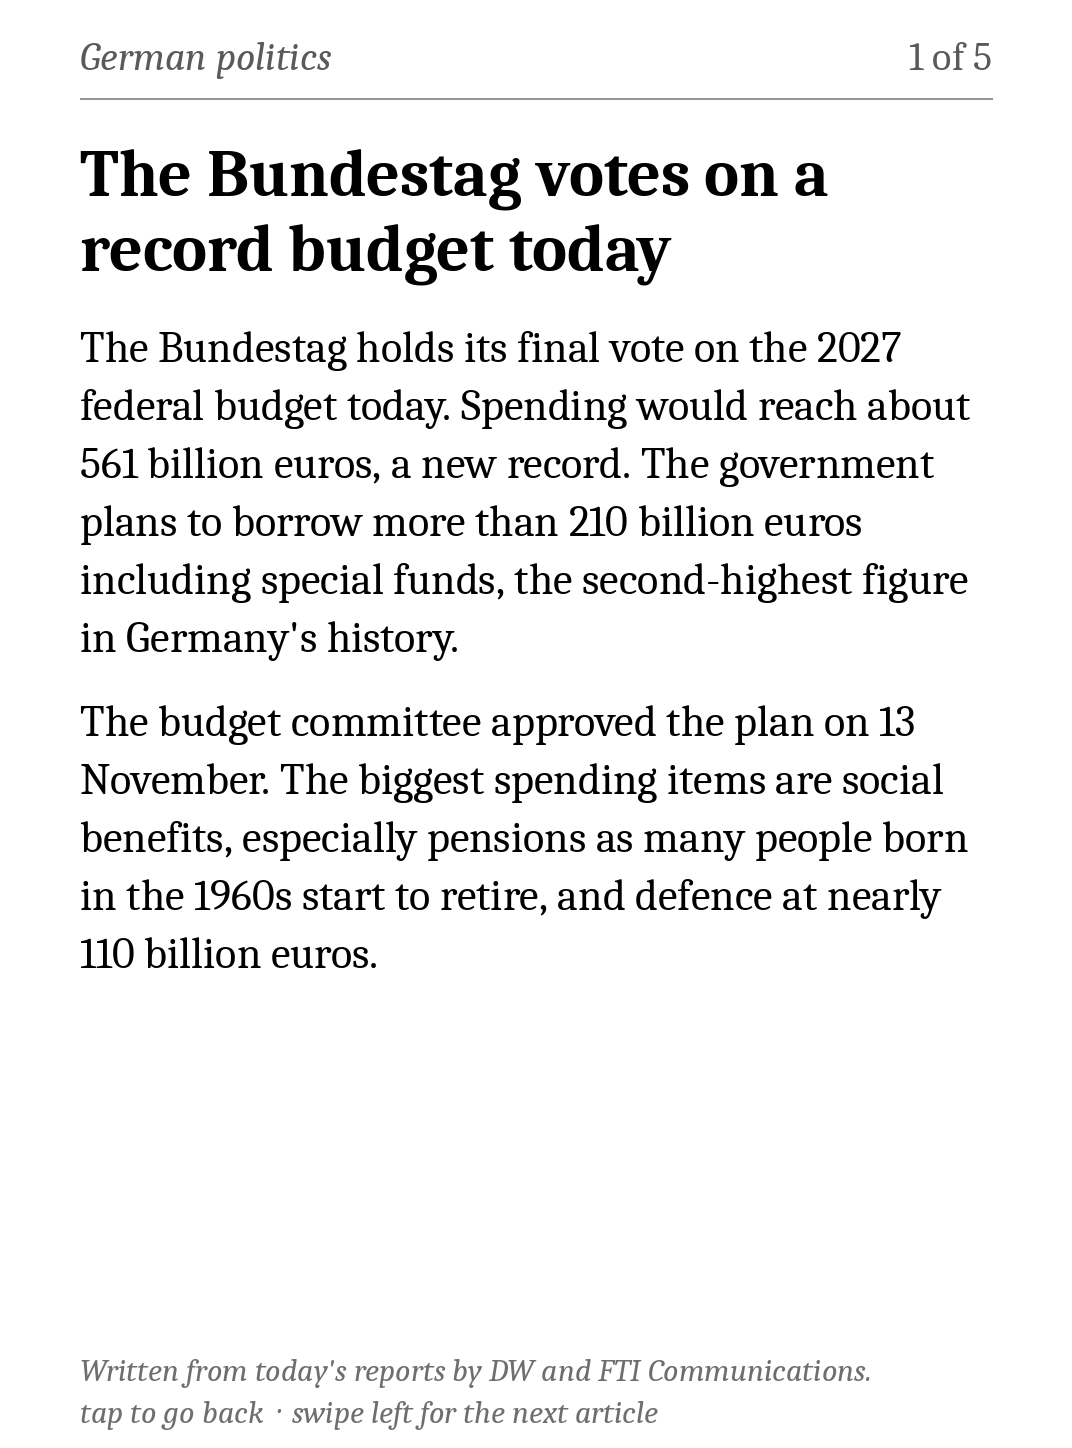 German politics
1 of 5
The Bundestag votes on a
record budget today
The Bundestag holds its final vote on the 2027
federal budget today. Spending would reach about
561 billion euros, a new record. The government
plans to borrow more than 210 billion euros
including special funds, the second-highest figure
in Germany's history.
The budget committee approved the plan on 13
November. The biggest spending items are social
benefits, especially pensions as many people born
in the 1960s start to retire, and defence at nearly
110 billion euros.
Written from today's reports by DW and FTI Communications.
tap to go back · swipe left for the next article